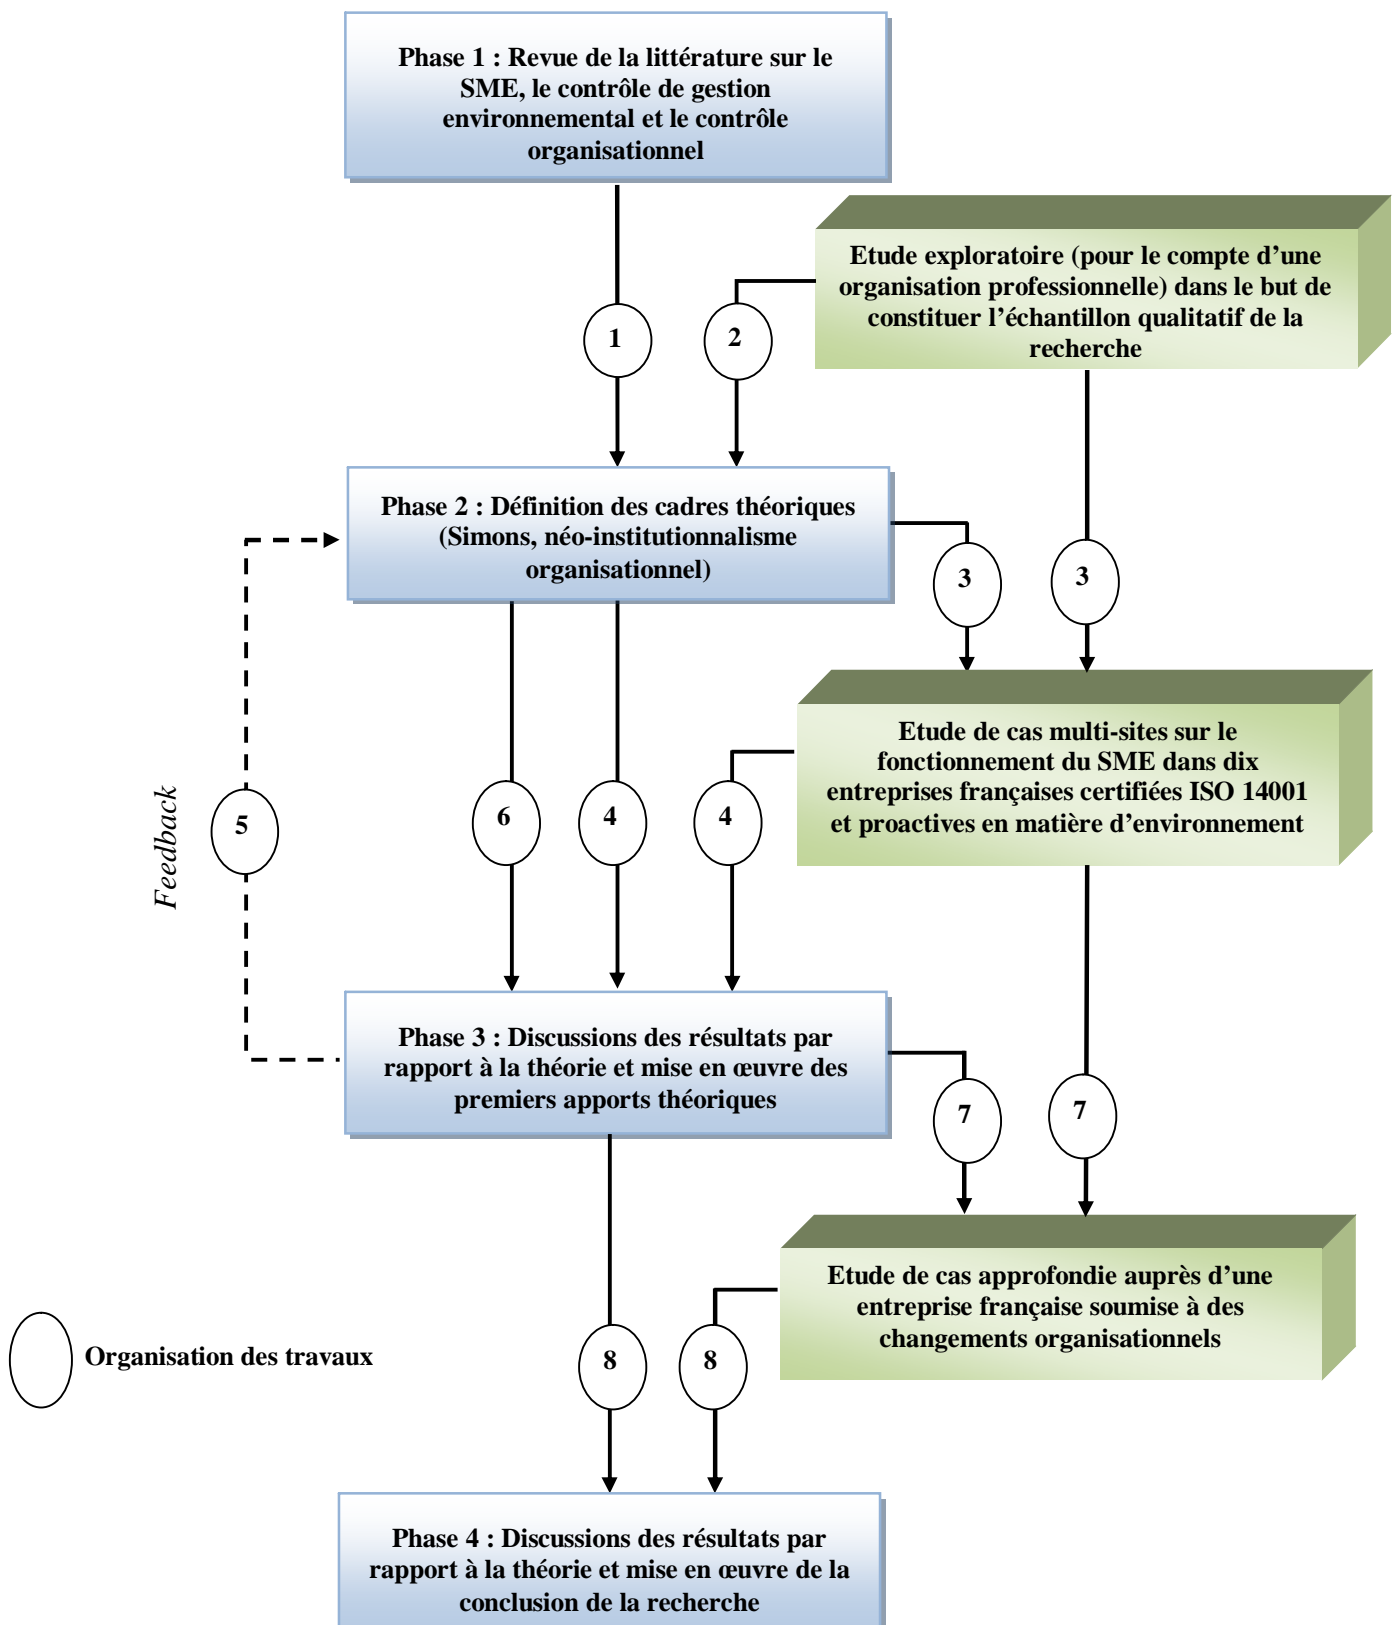 Phase 1 : Revue de la littérature sur le
SME, le contrôle de gestion
environnemental et le contrôle
organisationnel
Etude exploratoire (pour le compte d’une
organisation professionnelle) dans le but de
constituer l’échantillon qualitatif de la
recherche
1
2
Phase 2 : Définition des cadres théoriques
(Simons, néo-institutionnalisme
organisationnel)
3
3
Etude de cas multi-sites sur le
fonctionnement du SME dans dix
entreprises françaises certifiées ISO 14001
et proactives en matière d’environnement
Feedback
5
6
4
4
Phase 3 : Discussions des résultats par
rapport à la théorie et mise en œuvre des
premiers apports théoriques
7
7
Etude de cas approfondie auprès d’une
entreprise française soumise à des
changements organisationnels
Organisation des travaux
8
8
Phase 4 : Discussions des résultats par
rapport à la théorie et mise en œuvre de la
conclusion de la recherche